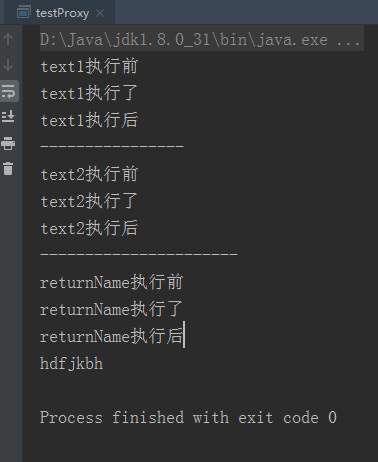 testProxy
D:\Java\jdk1.8.0_31\bin\java.exe ...
text1执行前
text1执行了
text1执行后
----------------
text2执行前
text2执行了
text2执行后
----------------------
returnName执行前
returnName执行了
returnName执行后
hdfjkbh
Process finished with exit code 0